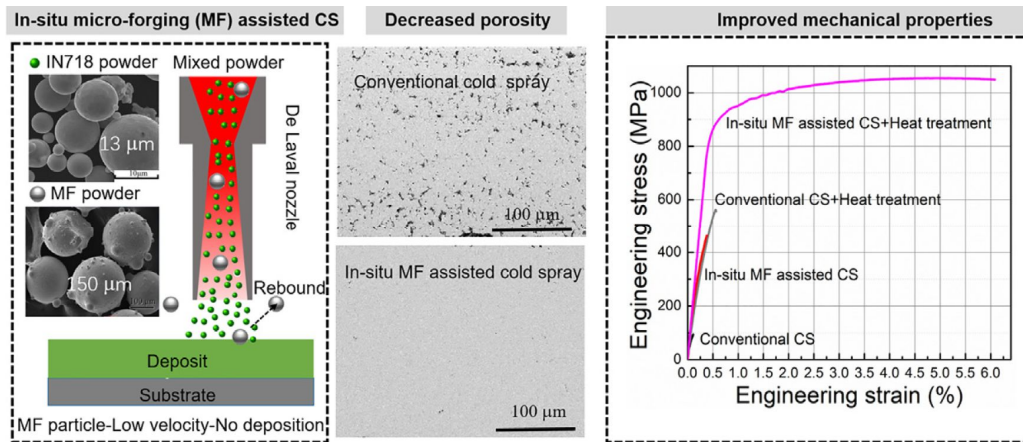 In-situ micro-forging (MF) assisted CS
IN718 powder
Mixed powder
13 μm
10μm
De Laval nozzle
MF powder
150 μm
100 μm
Rebound
Deposit
Substrate
MF particle-Low velocity-No deposition
Decreased porosity
Conventional cold spráy
100 μm
In-situ MF assisted cold spray
100 μm
Improved mechanical properties
Engineering stress (MPa)
1000
800
600
400
200
0
In-situ MF assisted CS+Heat treatment
Conventional CS+Heat treatment
In-situ MF assisted CS
Conventional CS
0.0 0.5 1.0 1.5 2.0 2.5 3.0 3.5 4.0 4.5 5.0 5.5 6.0
Engineering strain (%)